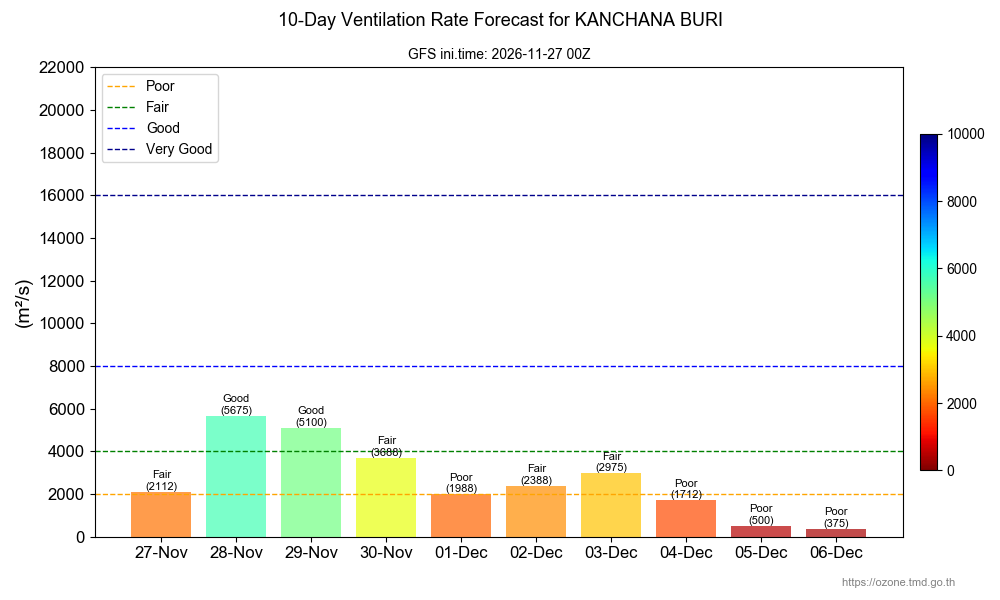 10-Day Ventilation Rate Forecast for KANCHANA BURI
GFS ini.time: 2026-11-27 00Z
(m²/s)
22000
20000
18000
16000
14000
12000
10000
8000
6000
4000
2000
0
Poor
Fair
Good
Very Good
Fair
(2112)
Good
(5675)
Good
(5100)
Fair
(3688)
Poor
(1988)
Fair
(2388)
Fair
(2975)
Poor
(1712)
Poor
(500)
Poor
(375)
27-Nov 28-Nov 29-Nov 30-Nov 01-Dec 02-Dec 03-Dec 04-Dec 05-Dec 06-Dec
10000
8000
6000
4000
2000
0
https://ozone.tmd.go.th